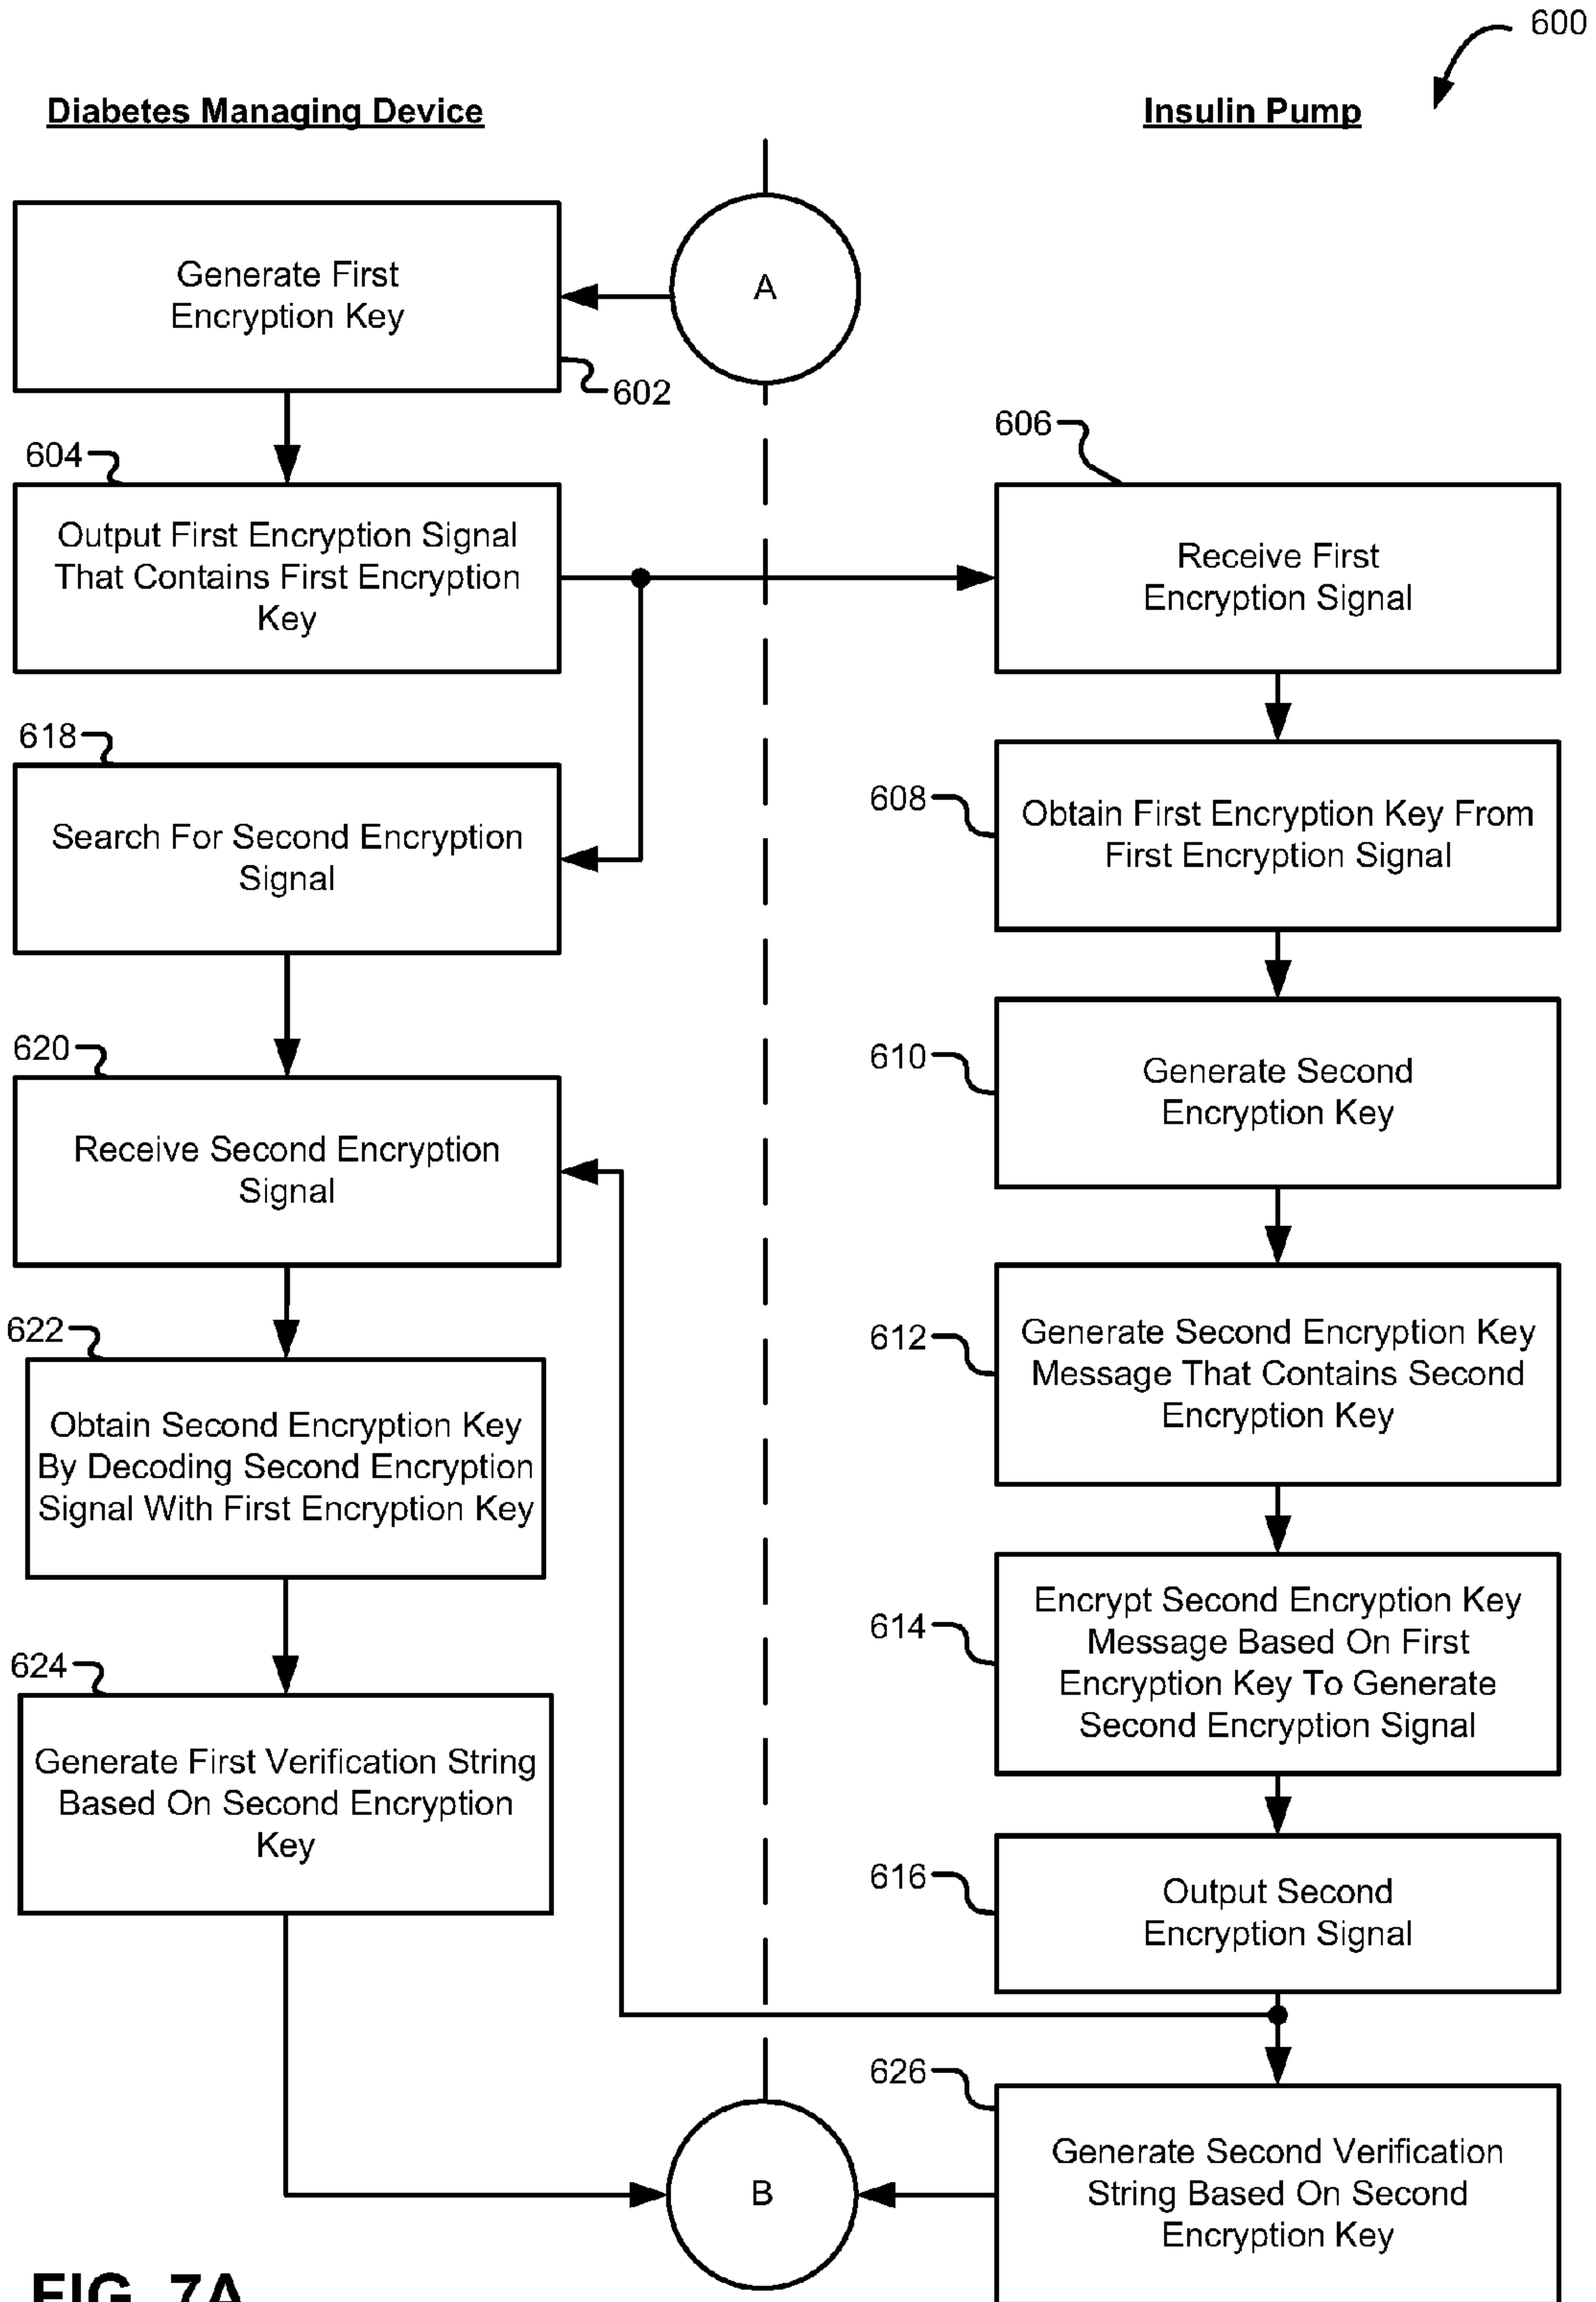 600
Diabetes Managing Device
Insulin Pump
Generate First
Encryption Key
A
602
604
Output First Encryption Signal
That Contains First Encryption
Key
606
Receive First
Encryption Signal
618
Search For Second Encryption
Signal
608
Obtain First Encryption Key From
First Encryption Signal
620
Receive Second Encryption
Signal
610
Generate Second
Encryption Key
622
Obtain Second Encryption Key
By Decoding Second Encryption
Signal With First Encryption Key
612
Generate Second Encryption Key
Message That Contains Second
Encryption Key
624
Generate First Verification String
Based On Second Encryption
Key
614
Encrypt Second Encryption Key
Message Based On First
Encryption Key To Generate
Second Encryption Signal
616
Output Second
Encryption Signal
626
Generate Second Verification
String Based On Second
Encryption Key
B
FIG. 7A